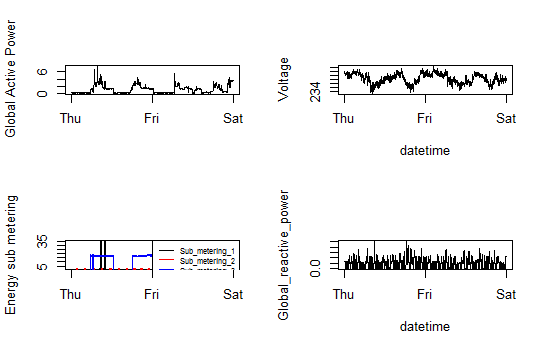 Global Active Power
6
0
Thu Fri Sat
Voltage
234
Thu Fri Sat
datetime
Energy sub metering
35
5
Sub_metering_1
Sub_metering_2
Thu Fri Sat
Global_reactive_power
0.0
Thu Fri Sat
datetime